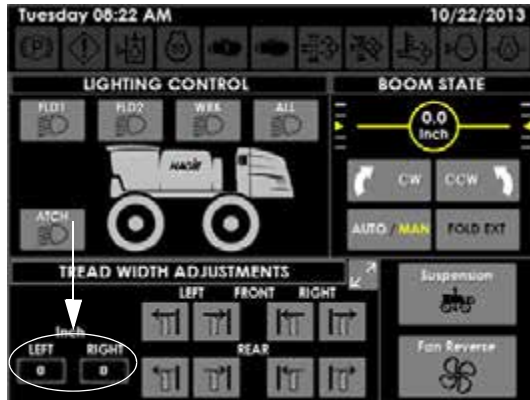 Tuesday 08:22 AM 10/22/2013
LIGHTING CONTROL
BOOM STATE
FLD1 FLD2 WRK ALL
0.0
Inch
HAGIE
CW CCW
ATCH
AUTO / MAN FOLD EXT
TREAD WIDTH ADJUSTMENTS
Suspension
LEFT FRONT RIGHT
Inch
LEFT RIGHT
REAR
0 0
Fan Reverse